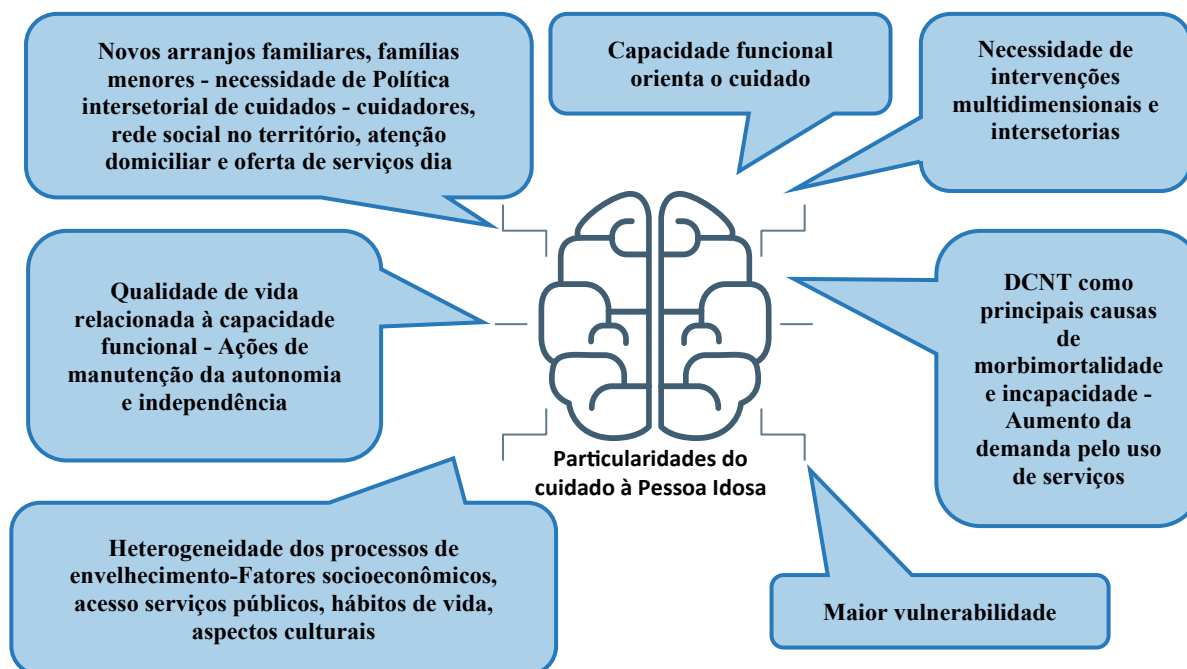 Novos arranjos familiares, famílias
menores - necessidade de Política
intersetorial de cuidados - cuidadores,
rede social no território, atenção
domiciliar e oferta de serviços dia
Capacidade funcional
orienta o cuidado
Necessidade de
intervenções
multidimensionais e
intersetorias
Qualidade de vida
relacionada à capacidade
funcional - Ações de
manutenção da autonomia
e independência
DCNT como
principais causas
de
morbimortalidade
e incapacidade -
Aumento da
demanda pelo uso
de serviços
Particularidades do
cuidado à Pessoa Idosa
Heterogeneidade dos processos de
envelhecimento-Fatores socioeconômicos,
acesso serviços públicos, hábitos de vida,
aspectos culturais
Maior vulnerabilidade